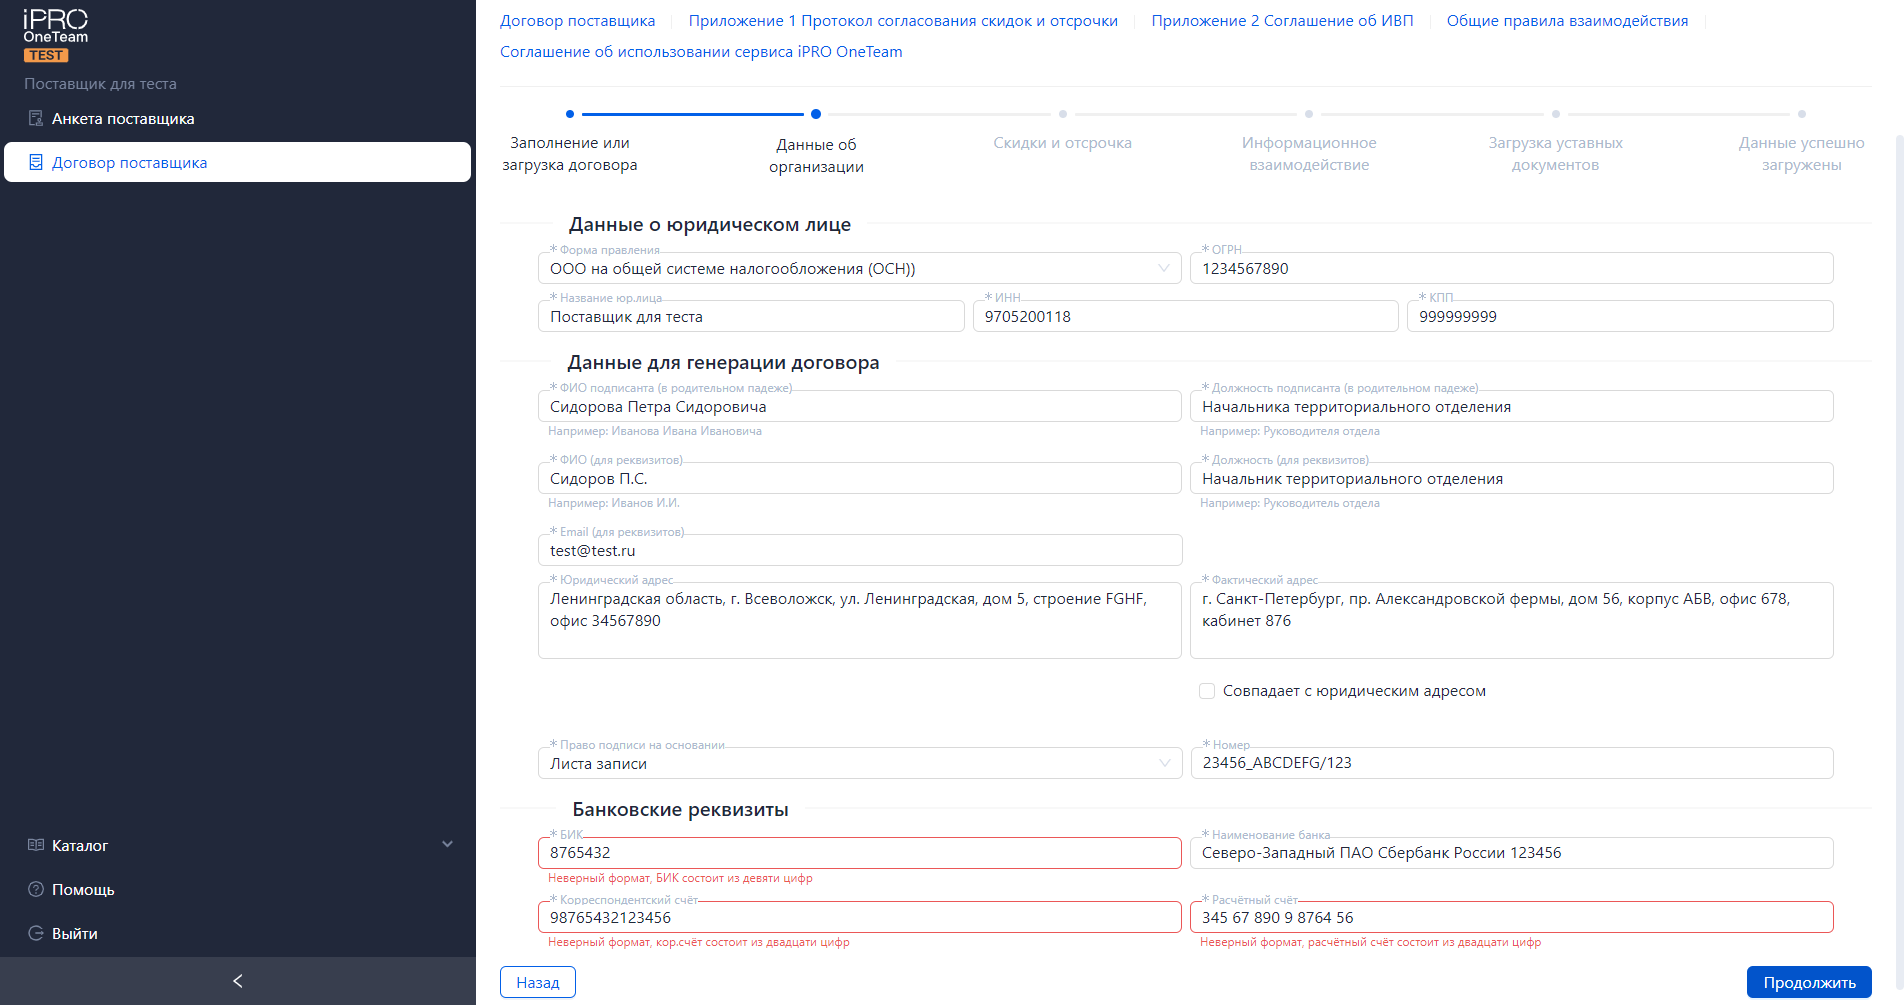 iPRO
OneTeam
TEST
Поставщик для теста
Анкета поставщика
Договор поставщика
Каталог
Помощь
Выйти
Договор поставщика
Приложение 1 Протокол согласования скидок и отсрочки
Приложение 2 Соглашение об ИВП
Общие правила взаимодействия
Соглашение об использовании сервиса iPRO OneTeam
Заполнение или
загрузка договора
Данные об
организации
Скидки и отсрочка
Информационное
взаимодействие
Загрузка уставных
документов
Данные успешно
загружены
Данные о юридическом лице
* Форма правления
ООО на общей системе налогообложения (ОСН))
* ОГРН
1234567890
* Название юр.лица
Поставщик для теста
* ИНН
9705200118
* КПП
999999999
Данные для генерации договора
* ФИО подписанта (в родительном падеже)
Сидорова Петра Сидоровича
Например: Иванова Ивана Ивановича
* Должность подписанта (в родительном падеже)
Начальника территориального отделения
Например: Руководителя отдела
* ФИО (для реквизитов)
Сидоров П.С.
Например: Иванов И.И.
* Должность (для реквизитов)
Начальник территориального отделения
Например: Руководитель отдела
* Email (для реквизитов)
test@test.ru
* Юридический адрес
Ленинградская область, г. Всеволожск, ул. Ленинградская, дом 5, строение FGHF,
офис 34567890
* Фактический адрес
г. Санкт-Петербург, пр. Александровской фермы, дом 56, корпус АБВ, офис 678,
кабинет 876
Совпадает с юридическим адресом
* Право подписи на основании
Листа записи
* Номер
23456_ABCDEFG/123
Банковские реквизиты
* БИК
8765432
Неверный формат, БИК состоит из девяти цифр
* Наименование банка
Северо-Западный ПАО Сбербанк России 123456
* Корреспондентский счёт
98765432123456
Неверный формат, кор.счёт состоит из двадцати цифр
* Расчётный счёт
345 67 890 9 8764 56
Неверный формат, расчётный счёт состоит из двадцати цифр
Назад
Продолжить